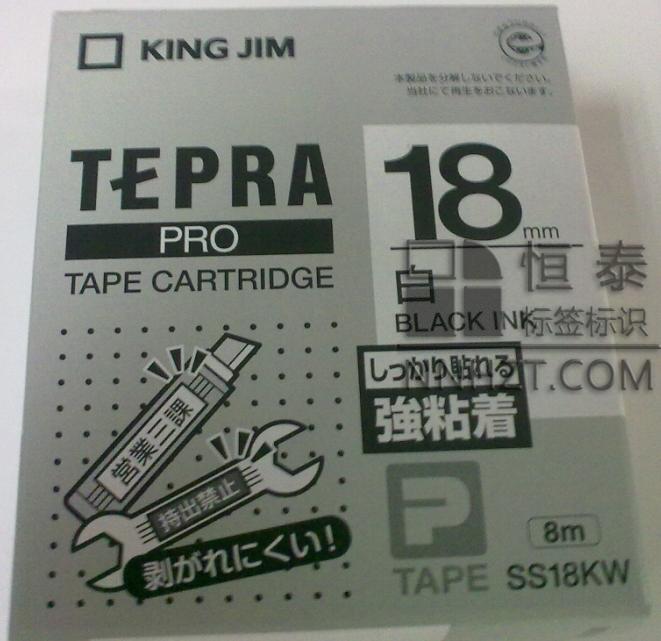 KING JIM
本製品を分解しないでください。
当社にて再生をおこないます。
TEPRA
PRO
TAPE CARTRIDGE
18mm
白
BLACK INK
恒泰
标签标识
しっかり貼れる
強粘着
営業三課
持出禁止
剥がれにくい!
P
TAPE
8m
SS18KW